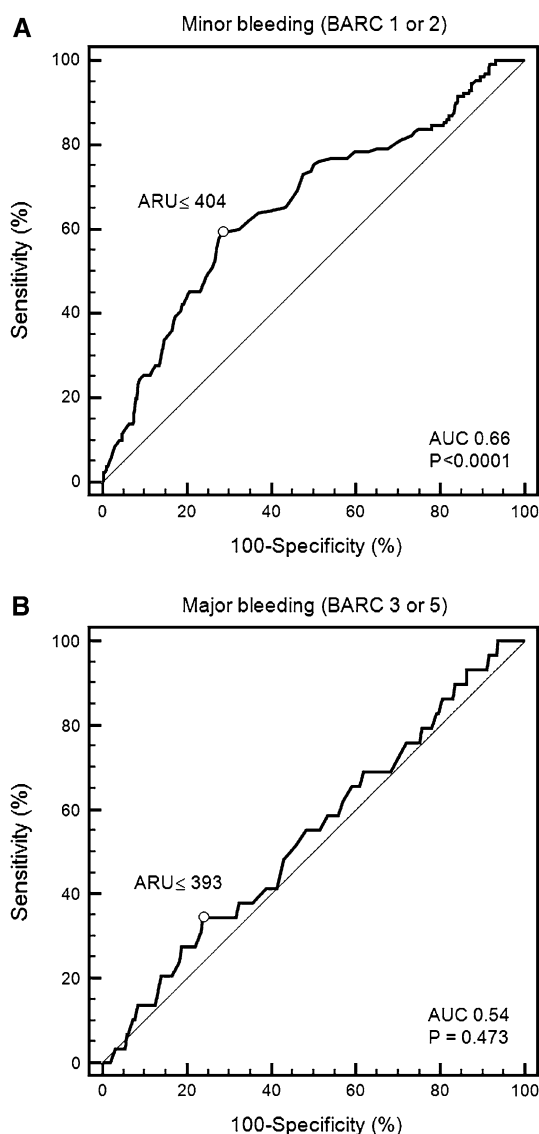 A
Minor bleeding (BARC 1 or 2)
100
80
60
40
20
0
Sensitivity (%)
ARU≤ 404
AUC 0.66
P<0.0001
0 20 40 60 80 100
100-Specificity (%)
B
Major bleeding (BARC 3 or 5)
100
80
60
40
20
0
Sensitivity (%)
ARU≤ 393
AUC 0.54
P = 0.473
0 20 40 60 80 100
100-Specificity (%)